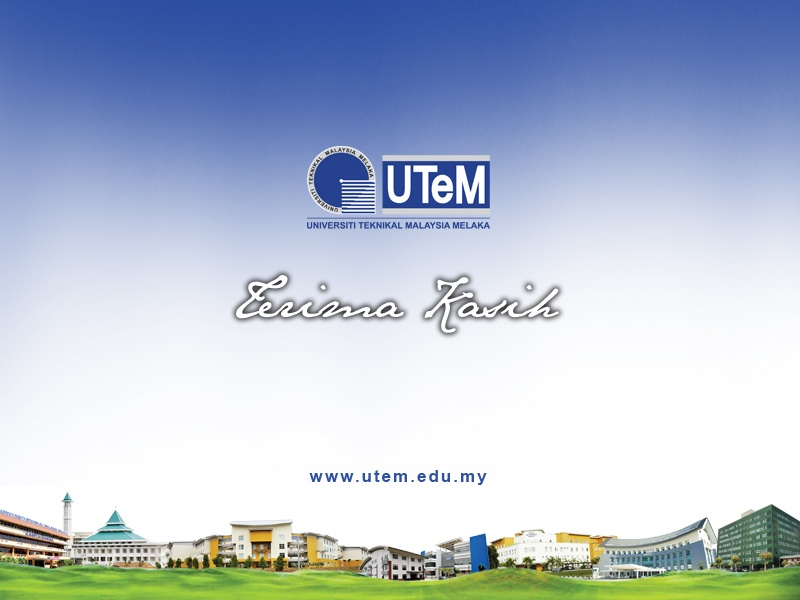 UNIVERSITI TEKNIKAL MALAYSIA MELAKA
UTeM
UNIVERSITI TEKNIKAL MALAYSIA MELAKA
Terima Kasih
www.utem.edu.my